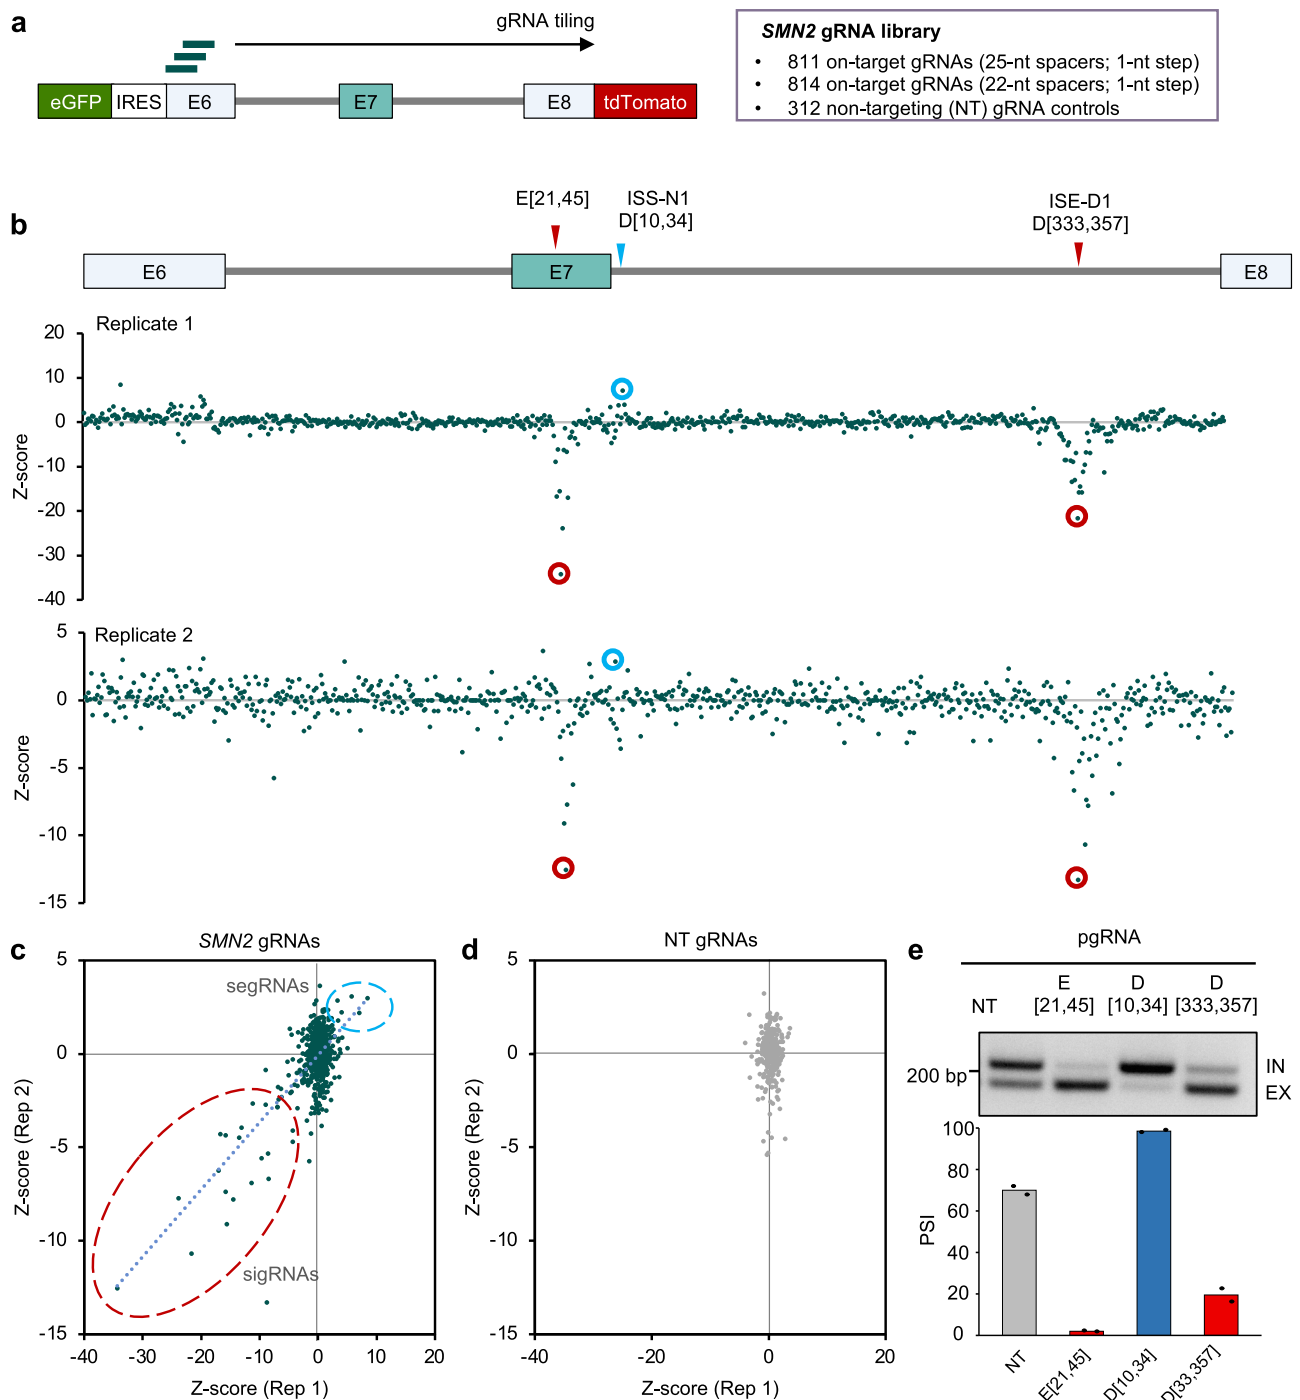 a
gRNA tiling
eGFP IRES E6 E7 E8 tdTomato
SMN2 gRNA library
• 811 on-target gRNAs (25-nt spacers; 1-nt step)
• 814 on-target gRNAs (22-nt spacers; 1-nt step)
• 312 non-targeting (NT) gRNA controls
b
E[21,45]
ISS-N1
D[10,34]
ISE-D1
D[333,357]
E6 E7 E8
Replicate 1
20
10
0
-10
-20
-30
-40
Z-score
Replicate 2
5
0
-5
-10
-15
Z-score
c
SMN2 gRNAs
segRNAs
sigRNAs
5
0
-5
-10
-15
Z-score (Rep 2)
-40 -20 -10 0 10 20
Z-score (Rep 1)
d
NT gRNAs
5
0
-5
-10
-15
Z-score (Rep 2)
-40 -20 0 20
Z-score (Rep 1)
e
pgRNA
NT E [21,45] D [10,34] D [333,357]
200 bp
IN
EX
100
80
60
40
20
0
PSI
NT E[21,45] D[10,34] D[33,357]